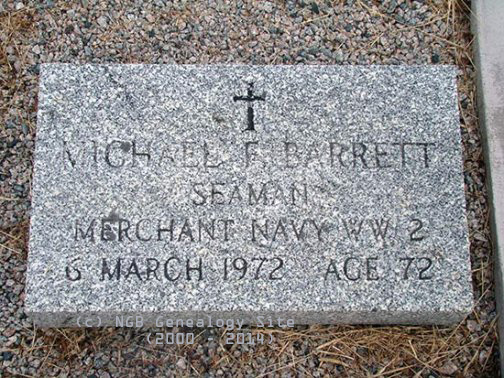 MICHAEL F. BARRETT
SEAMAN
MERCHANT NAVY WW 2
6 MARCH 1972 AGE 72
(c) NGB Genealogy Site
(2000 - 2014)